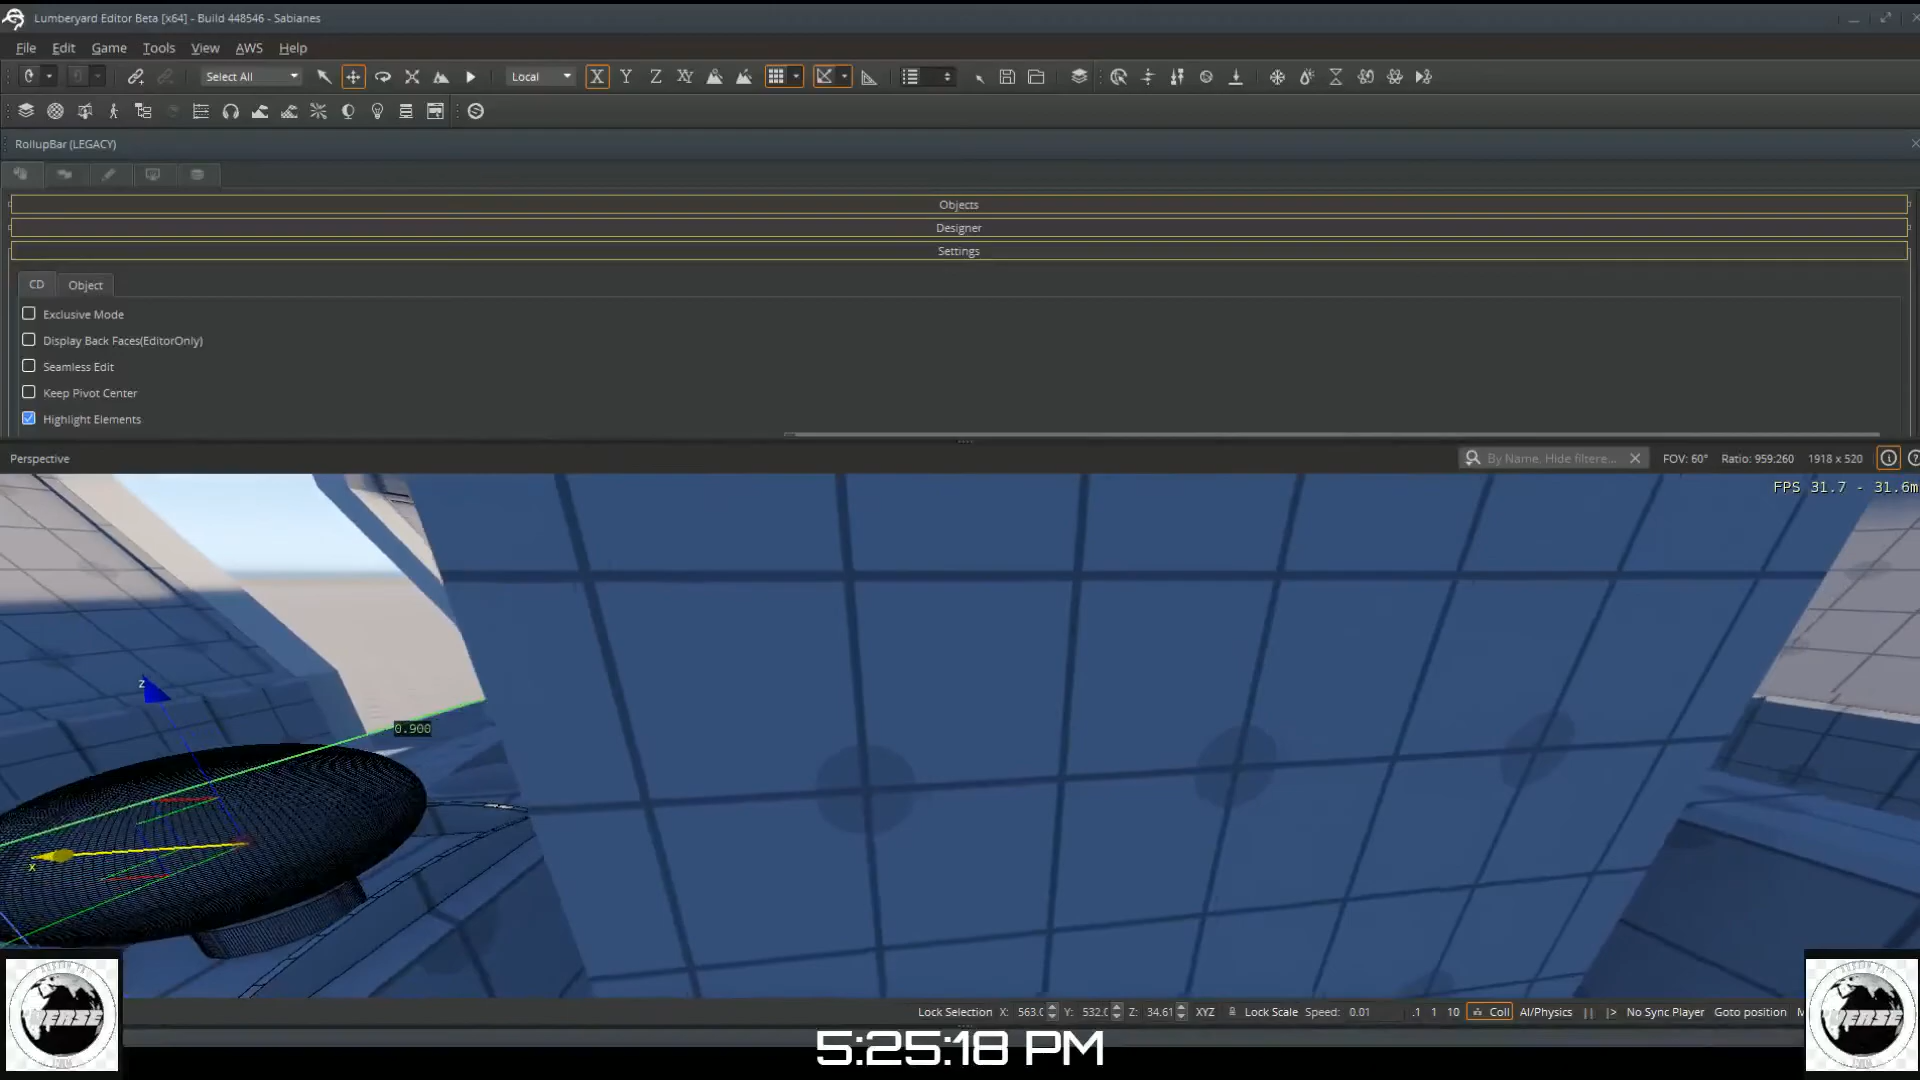 Lumberyard Editor Beta [x64] - Build 448546 - Sabianes
File Edit Game Tools View AWS Help
Select All Local X Y Z XY
RollupBar (LEGACY)
Objects
Designer
Settings
CD Object
Exclusive Mode
Display Back Faces(EditorOnly)
Seamless Edit
Keep Pivot Center
Highlight Elements
Perspective By Name. Hide filtere... FOV: 60° Ratio: 959:260 1918 x 520
FPS 31.7 - 31.6m
z
0.900
x
Lock Selection X: 563.( Y: 532.( Z: 34.61 XYZ Lock Scale Speed: 0.01 .1 1 10 Coll AI/Physics No Sync Player Goto position
VERSE VERSE
5:25:18 PM